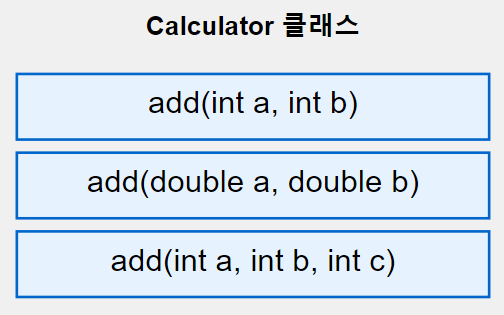 Calculator 클래스
add(int a, int b)
add(double a, double b)
add(int a, int b, int c)